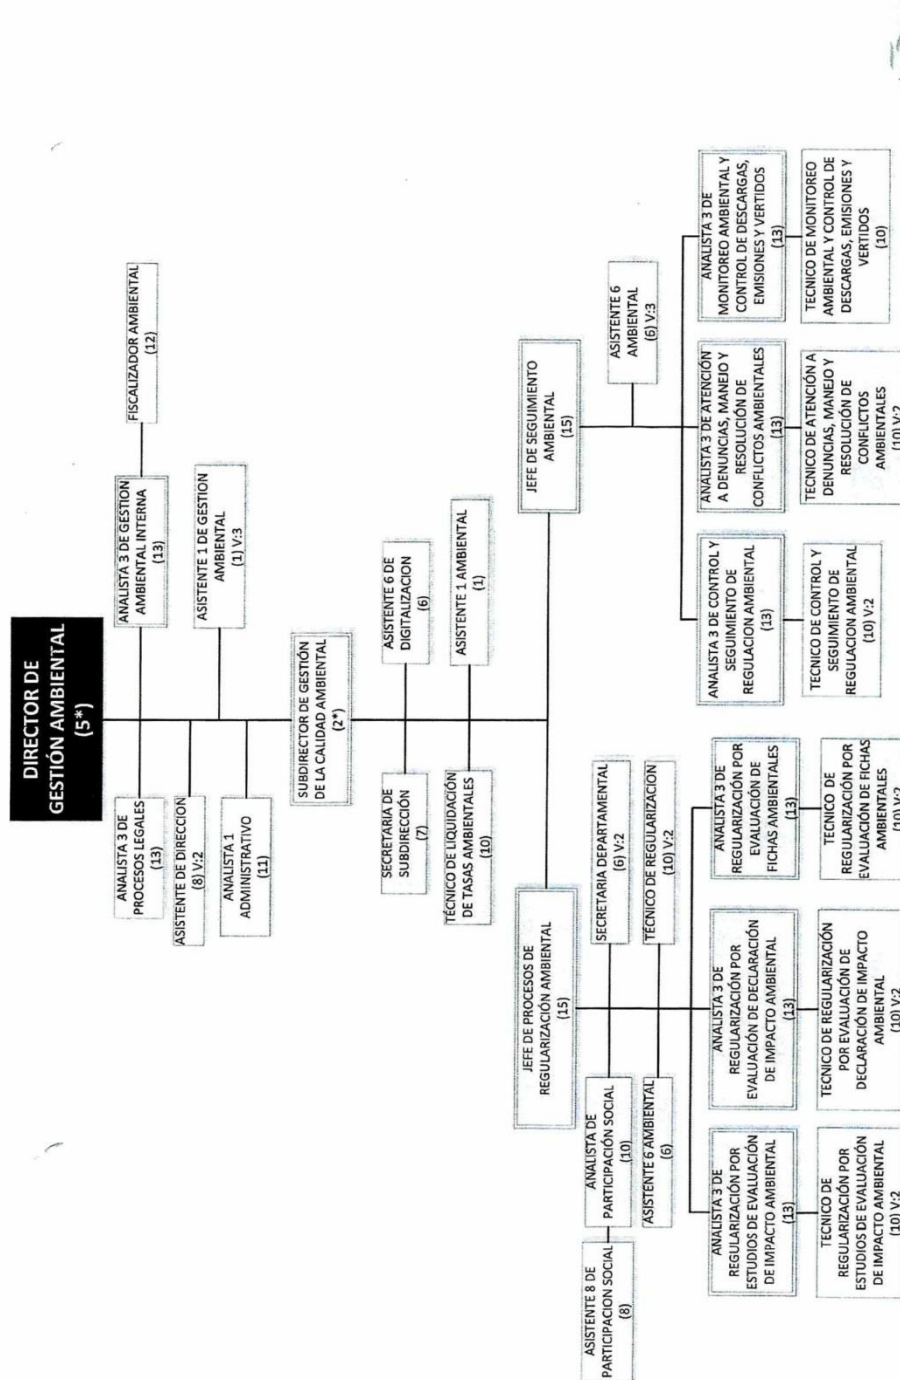 DIRECTOR DE
GESTIÓN AMBIENTAL
(5*)
ANALISTA 3 DE
PROCESOS LEGALES
(13)
ANALISTA 3 DE GESTION
AMBIENTAL INTERNA
(13)
FISCALIZADOR AMBIENTAL
(12)
ASISTENTE DE DIRECCION
(8) V:2
ASISTENTE 1 DE GESTION
AMBIENTAL
(1) V:3
ANALISTA 1
ADMINISTRATIVO
(11)
SUBDIRECTOR DE GESTIÓN
DE LA CALIDAD AMBIENTAL
(2*)
SECRETARIA DE
SUBDIRECCIÓN
(7)
ASISTENTE 6 DE
DIGITALIZACION
(6)
TÉCNICO DE LIQUIDACIÓN
DE TASAS AMBIENTALES
(10)
ASISTENTE 1 AMBIENTAL
(1)
JEFE DE PROCESOS DE
REGULARIZACIÓN AMBIENTAL
(15)
JEFE DE SEGUIMIENTO
AMBIENTAL
(15)
ASISTENTE 8 DE
PARTICIPACION SOCIAL
(8)
ANALISTA DE
PARTICIPACIÓN SOCIAL
(10)
SECRETARIA DEPARTAMENTAL
(6) V:2
ASISTENTE 6
AMBIENTAL
(6) V:3
ASISTENTE 6 AMBIENTAL
(6)
TÉCNICO DE REGULARIZACION
(10) V:2
ANALISTA 3 DE
REGULARIZACIÓN POR
ESTUDIOS DE EVALUACIÓN
DE IMPACTO AMBIENTAL
(13)
ANALISTA 3 DE
REGULARIZACIÓN POR
EVALUACIÓN DE DECLARACIÓN
DE IMPACTO AMBIENTAL
(13)
ANALISTA 3 DE
REGULARIZACIÓN POR
EVALUACIÓN DE
FICHAS AMBIENTALES
(13)
ANALISTA 3 DE CONTROL Y
SEGUIMIENTO DE
REGULACION AMBIENTAL
(13)
ANALISTA 3 DE ATENCIÓN
A DENUNCIAS, MANEJO Y
RESOLUCIÓN DE
CONFLICTOS AMBIENTALES
(13)
ANALISTA 3 DE
MONITOREO AMBIENTAL Y
CONTROL DE DESCARGAS,
EMISIONES Y VERTIDOS
(13)
TECNICO DE
REGULARIZACIÓN POR
ESTUDIOS DE EVALUACIÓN
DE IMPACTO AMBIENTAL
(10) V:2
TECNICO DE REGULARIZACIÓN
POR EVALUACIÓN DE
DECLARACIÓN DE IMPACTO
AMBIENTAL
(10) V:2
TECNICO DE
REGULARIZACIÓN POR
EVALUACIÓN DE FICHAS
AMBIENTALES
(10) V:2
TECNICO DE CONTROL Y
SEGUIMIENTO DE
REGULACION AMBIENTAL
(10) V:2
TECNICO DE ATENCIÓN A
DENUNCIAS, MANEJO Y
RESOLUCIÓN DE
CONFLICTOS
AMBIENTALES
(10) V:2
TECNICO DE MONITOREO
AMBIENTAL Y CONTROL DE
DESCARGAS, EMISIONES Y
VERTIDOS
(10)